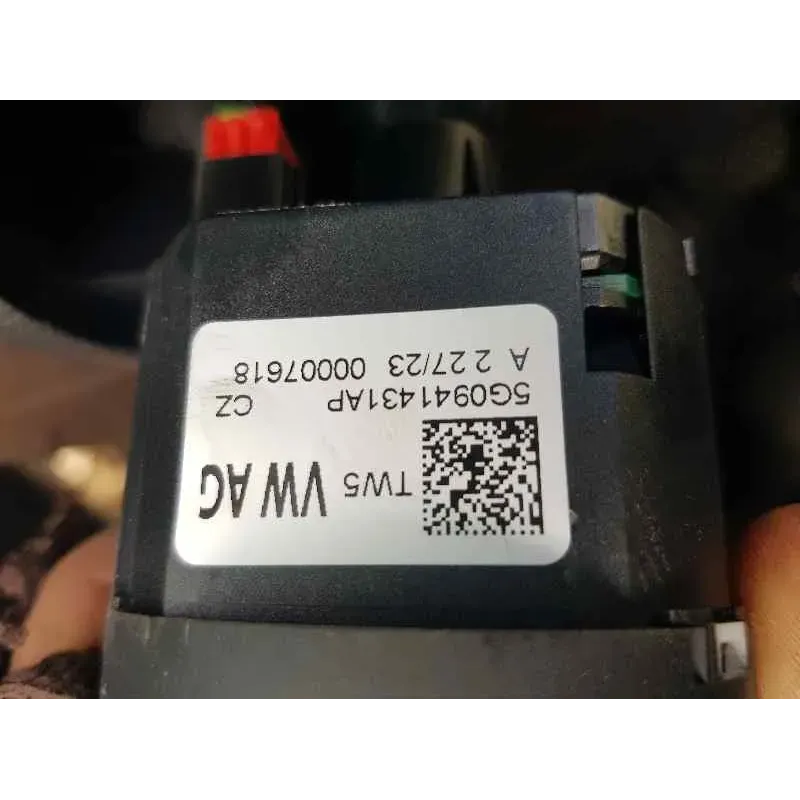 TW5 VW AG
5G0941431AP CZ
A 2 27/23 00007618